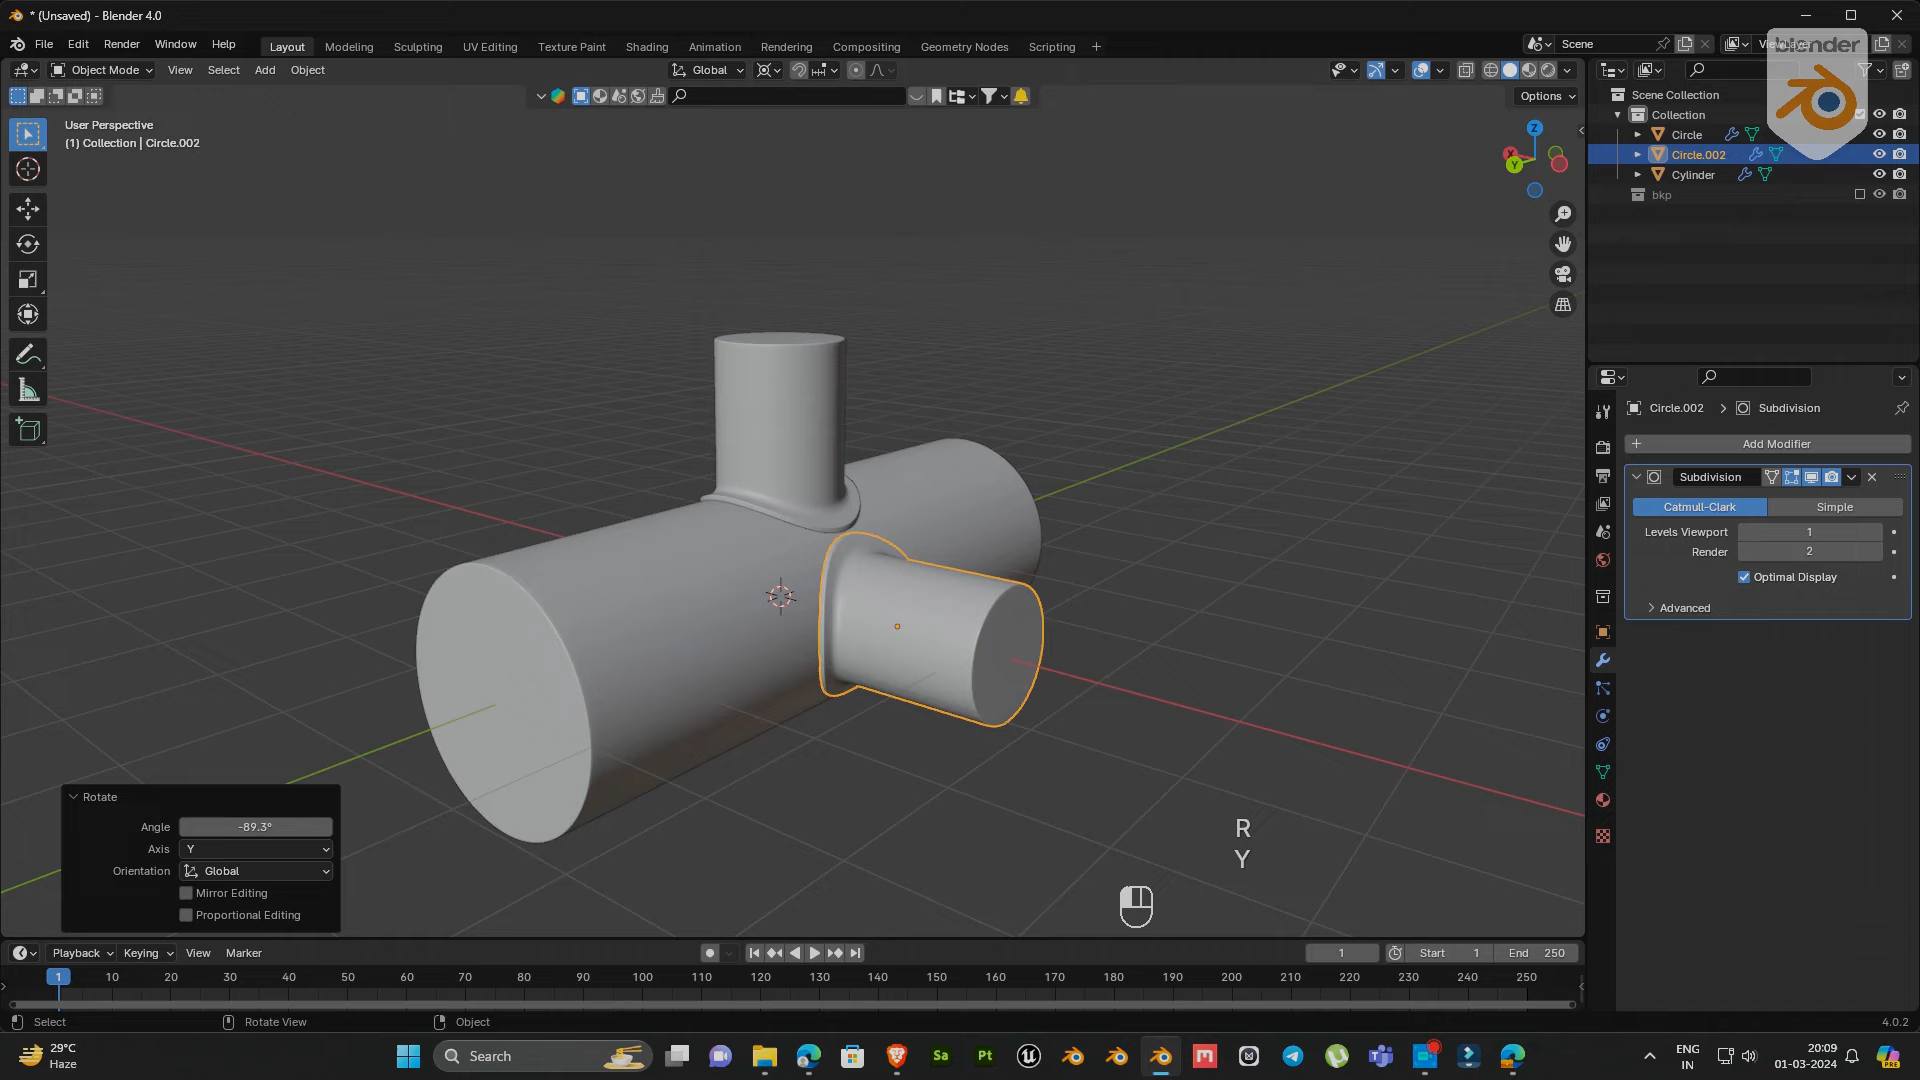 * (Unsaved) - Blender 4.0
File Edit Render Window Help Layout Modeling Sculpting UV Editing Texture Paint Shading Animation Rendering Compositing Geometry Nodes Scripting +
Scene
ViewLayer
blender
Object Mode View Select Add Object
Global
Options
User Perspective
(1) Collection | Circle.002
Z
X
Y
Scene Collection
Collection
Circle
Circle.002
Cylinder
bkp
Circle.002 > Subdivision
+ Add Modifier
Subdivision
Catmull-Clark Simple
Levels Viewport 1
Render 2
Optimal Display
Advanced
Rotate
Angle -89.3°
Axis Y
Orientation Global
Mirror Editing
Proportional Editing
R
Y
Playback Keying View Marker
1 Start 1 End 250
1 10 20 30 40 50 60 70 80 90 100 110 120 130 140 150 160 170 180 190 200 210 220 230 240 250
Select Rotate View Object 4.0.2
29°C
Haze
Search
Sa
Pt
ENG
IN
20:09
01-03-2024
PRE